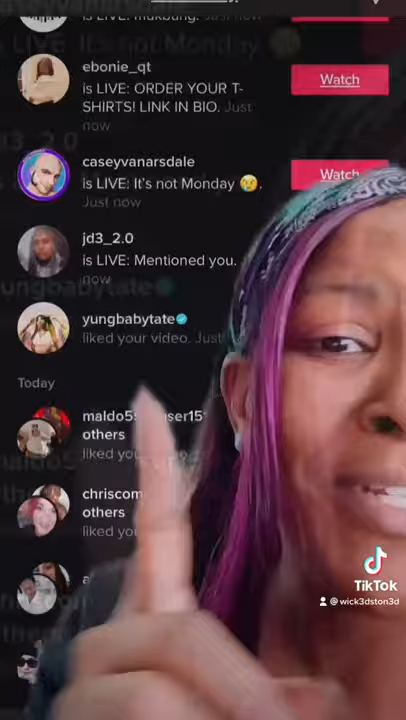 ebonie_qt
is LIVE: ORDER YOUR T-
SHIRTS! LINK IN BIO. Just
now
Watch
caseyvanarsdale
is LIVE: It's not Monday 😢.
Just now
Watch
jd3_2.0
is LIVE: Mentioned you.
now
yungbabytate
liked your video. Just
Today
others
liked
others
liked
TikTok
@wick3dston3d